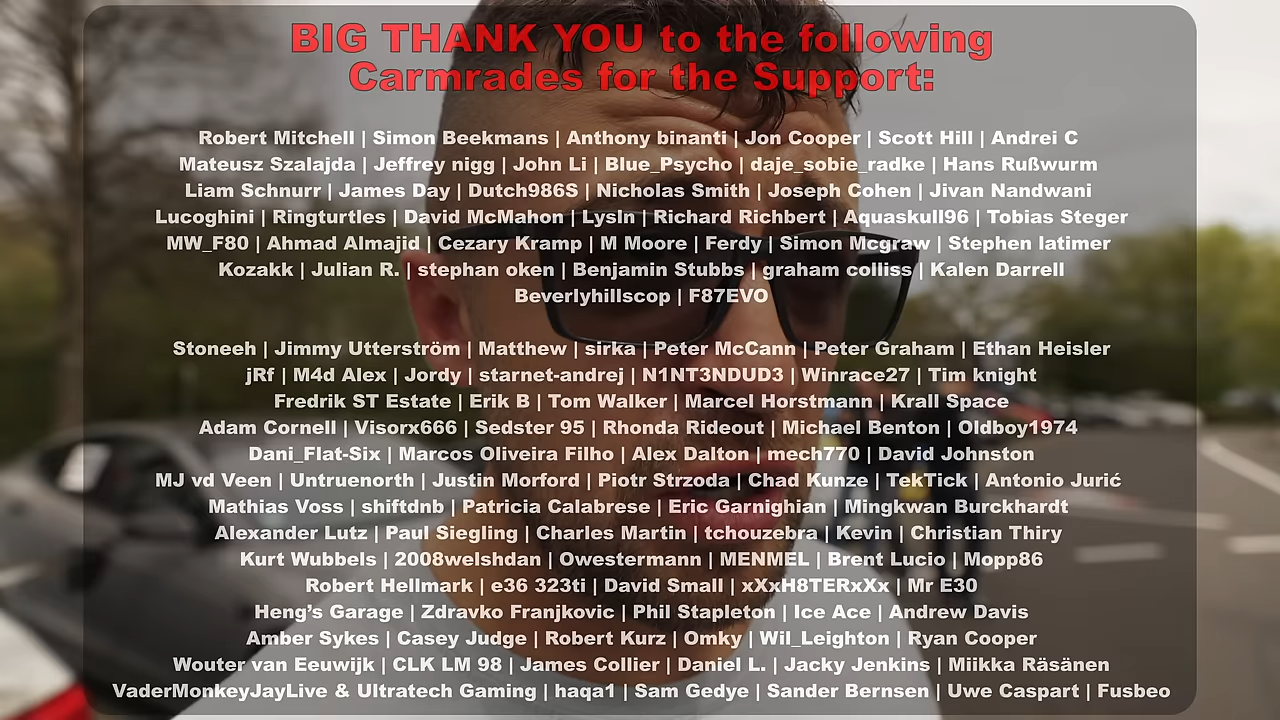 BIG THANK YOU to the following
Carmrades for the Support:
Robert Mitchell | Simon Beekmans | Anthony binanti | Jon Cooper | Scott Hill | Andrei C
Mateusz Szalajda | Jeffrey nigg | John Li | Blue_Psycho | daje_sobie_radke | Hans Rußwurm
Liam Schnurr | James Day | Dutch986S | Nicholas Smith | Joseph Cohen | Jivan Nandwani
Lucoghini | Ringturtles | David McMahon | Lysln | Richard Richbert | Aquaskull96 | Tobias Steger
MW_F80 | Ahmad Almajid | Cezary Kramp | M Moore | Ferdy | Simon Mcgraw | Stephen latimer
Kozakk | Julian R. | stephan oken | Benjamin Stubbs | graham colliss | Kalen Darrell
Beverlyhillscop | F87EVO
Stoneeh | Jimmy Utterström | Matthew | sirka | Peter McCann | Peter Graham | Ethan Heisler
jRf | M4d Alex | Jordy | starnet-andrej | N1NT3NDUD3 | Winrace27 | Tim knight
Fredrik ST Estate | Erik B | Tom Walker | Marcel Horstmann | Krall Space
Adam Cornell | Visorx666 | Sedster 95 | Rhonda Rideout | Michael Benton | Oldboy1974
Dani_Flat-Six | Marcos Oliveira Filho | Alex Dalton | mech770 | David Johnston
MJ vd Veen | Untruenorth | Justin Morford | Piotr Strzoda | Chad Kunze | TekTick | Antonio Jurić
Mathias Voss | shiftdnb | Patricia Calabrese | Eric Garnighian | Mingkwan Burckhardt
Alexander Lutz | Paul Siegling | Charles Martin | tchouzebra | Kevin | Christian Thiry
Kurt Wubbels | 2008welshdan | Owestermann | MENMEL | Brent Lucio | Mopp86
Robert Hellmark | e36 323ti | David Small | xXxH8TERxXx | Mr E30
Heng's Garage | Zdravko Franjkovic | Phil Stapleton | Ice Ace | Andrew Davis
Amber Sykes | Casey Judge | Robert Kurz | Omky | Wil_Leighton | Ryan Cooper
Wouter van Eeuwijk | CLK LM 98 | James Collier | Daniel L. | Jacky Jenkins | Miikka Räsänen
VaderMonkeyJayLive & Ultratech Gaming | haqa1 | Sam Gedye | Sander Bernsen | Uwe Caspart | Fusbeo